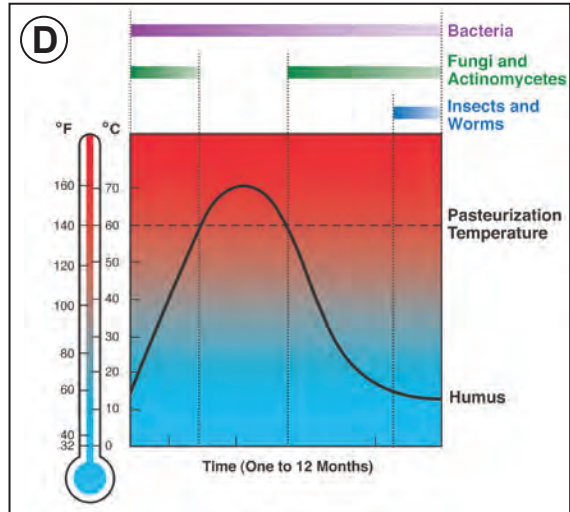 D
Bacteria
Fungi and
Actinomycetes
Insects and
Worms
°F °C
160
140
120
100
80
60
40
32
70
60
50
40
30
20
10
0
Pasteurization
Temperature
Humus
Time (One to 12 Months)